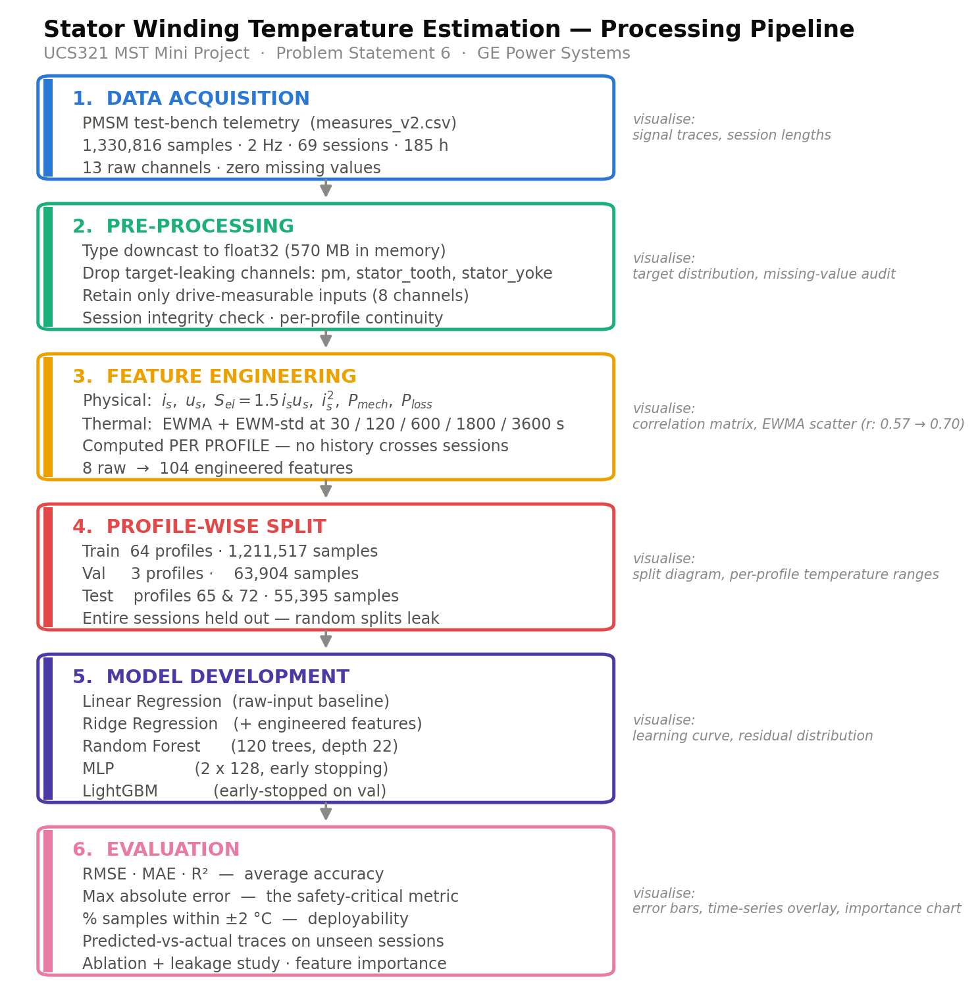 Stator Winding Temperature Estimation — Processing Pipeline
UCS321 MST Mini Project · Problem Statement 6 · GE Power Systems
1. DATA ACQUISITION
PMSM test-bench telemetry (measures_v2.csv)
1,330,816 samples · 2 Hz · 69 sessions · 185 h
13 raw channels · zero missing values
visualise:
signal traces, session lengths
2. PRE-PROCESSING
Type downcast to float32 (570 MB in memory)
Drop target-leaking channels: pm, stator_tooth, stator_yoke
Retain only drive-measurable inputs (8 channels)
Session integrity check · per-profile continuity
visualise:
target distribution, missing-value audit
3. FEATURE ENGINEERING
Physical: i_s, u_s, S_el = 1.5 i_s u_s, i_s², P_mech, P_loss
Thermal: EWMA + EWM-std at 30 / 120 / 600 / 1800 / 3600 s
Computed PER PROFILE — no history crosses sessions
8 raw → 104 engineered features
visualise:
correlation matrix, EWMA scatter (r: 0.57 → 0.70)
4. PROFILE-WISE SPLIT
Train 64 profiles · 1,211,517 samples
Val 3 profiles · 63,904 samples
Test profiles 65 & 72 · 55,395 samples
Entire sessions held out — random splits leak
visualise:
split diagram, per-profile temperature ranges
5. MODEL DEVELOPMENT
Linear Regression (raw-input baseline)
Ridge Regression (+ engineered features)
Random Forest (120 trees, depth 22)
MLP (2 x 128, early stopping)
LightGBM (early-stopped on val)
visualise:
learning curve, residual distribution
6. EVALUATION
RMSE · MAE · R² — average accuracy
Max absolute error — the safety-critical metric
% samples within ±2 °C — deployability
Predicted-vs-actual traces on unseen sessions
Ablation + leakage study · feature importance
visualise:
error bars, time-series overlay, importance chart